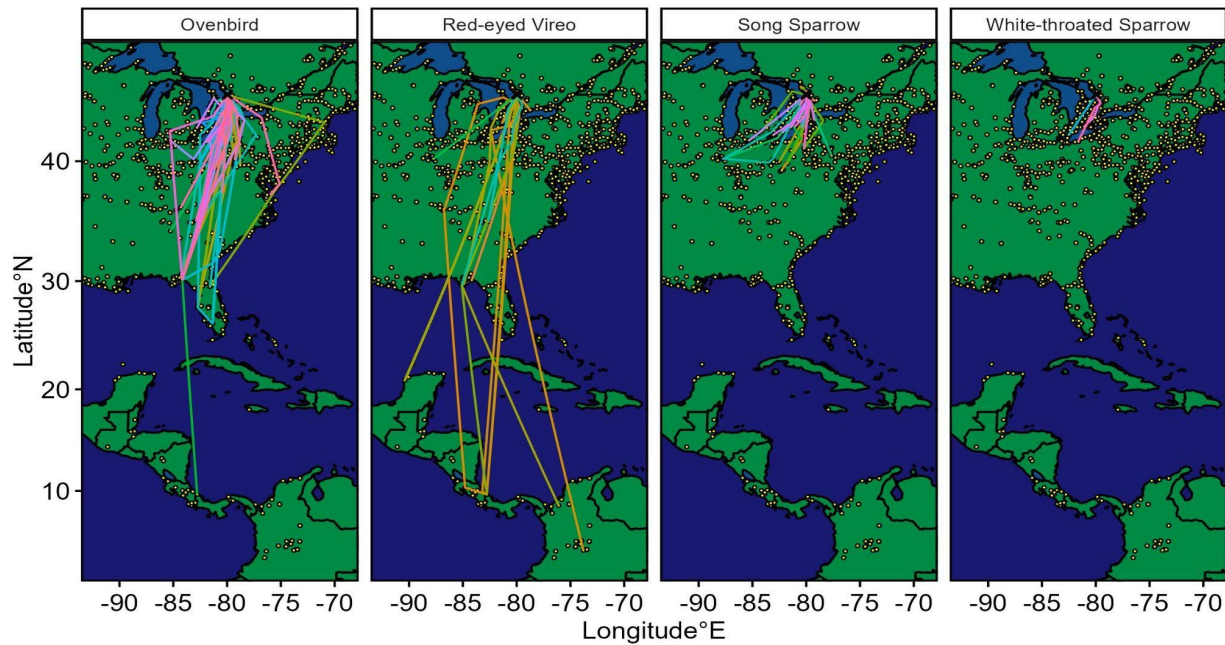 Ovenbird Red-eyed Vireo Song Sparrow White-throated Sparrow
Latitude°N
40
30
20
10
-90 -85 -80 -75 -70 -90 -85 -80 -75 -70 -90 -85 -80 -75 -70 -90 -85 -80 -75 -70
Longitude°E